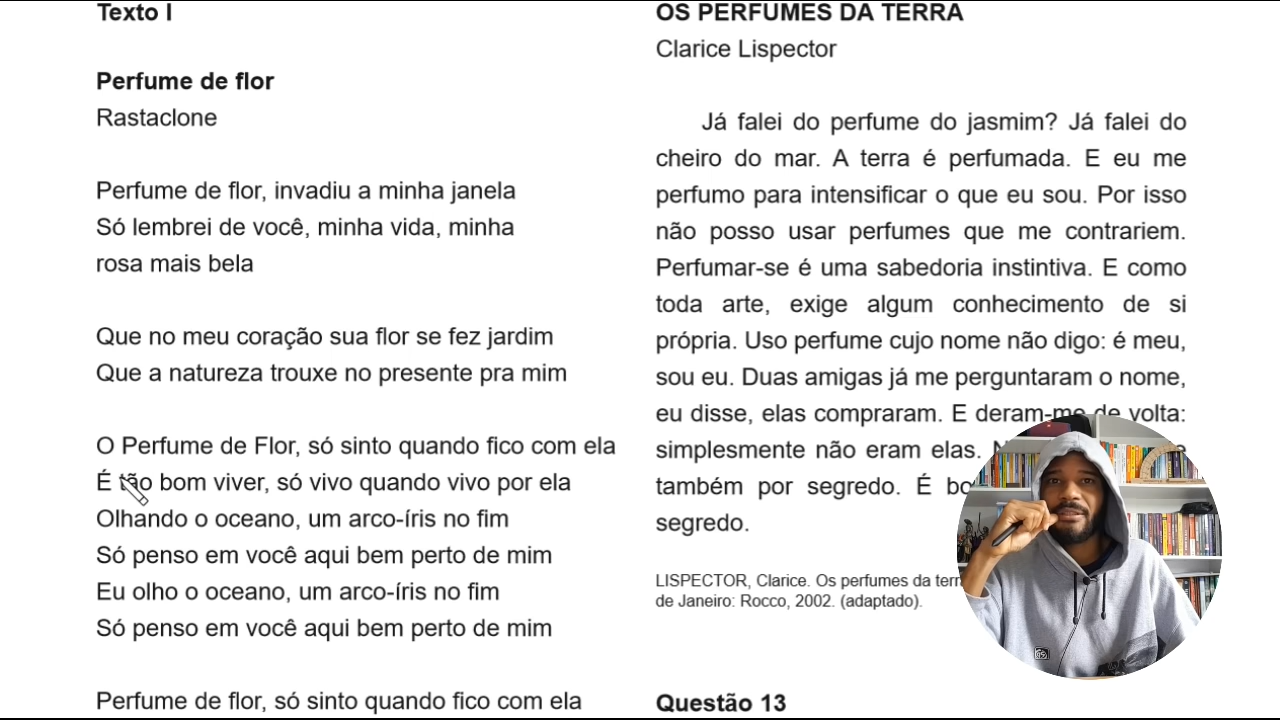 Texto I
Perfume de flor
Rastaclone
Perfume de flor, invadiu a minha janela
Só lembrei de você, minha vida, minha
rosa mais bela
Que no meu coração sua flor se fez jardim
Que a natureza trouxe no presente pra mim
O Perfume de Flor, só sinto quando fico com ela
É tão bom viver, só vivo quando vivo por ela
Olhando o oceano, um arco-íris no fim
Só penso em você aqui bem perto de mim
Eu olho o oceano, um arco-íris no fim
Só penso em você aqui bem perto de mim
Perfume de flor, só sinto quando fico com ela
OS PERFUMES DA TERRA
Clarice Lispector
Já falei do perfume do jasmim? Já falei do
cheiro do mar. A terra é perfumada. E eu me
perfumo para intensificar o que eu sou. Por isso
não posso usar perfumes que me contrariem.
Perfumar-se é uma sabedoria instintiva. E como
toda arte, exige algum conhecimento de si
própria. Uso perfume cujo nome não digo: é meu,
sou eu. Duas amigas já me perguntaram o nome,
eu disse, elas compraram. E deram-me de volta:
simplesmente não eram elas.
também por segredo. É
segredo.
LISPECTOR, Clarice. Os perfumes da
de Janeiro: Rocco, 2002. (adaptado).
Questão 13